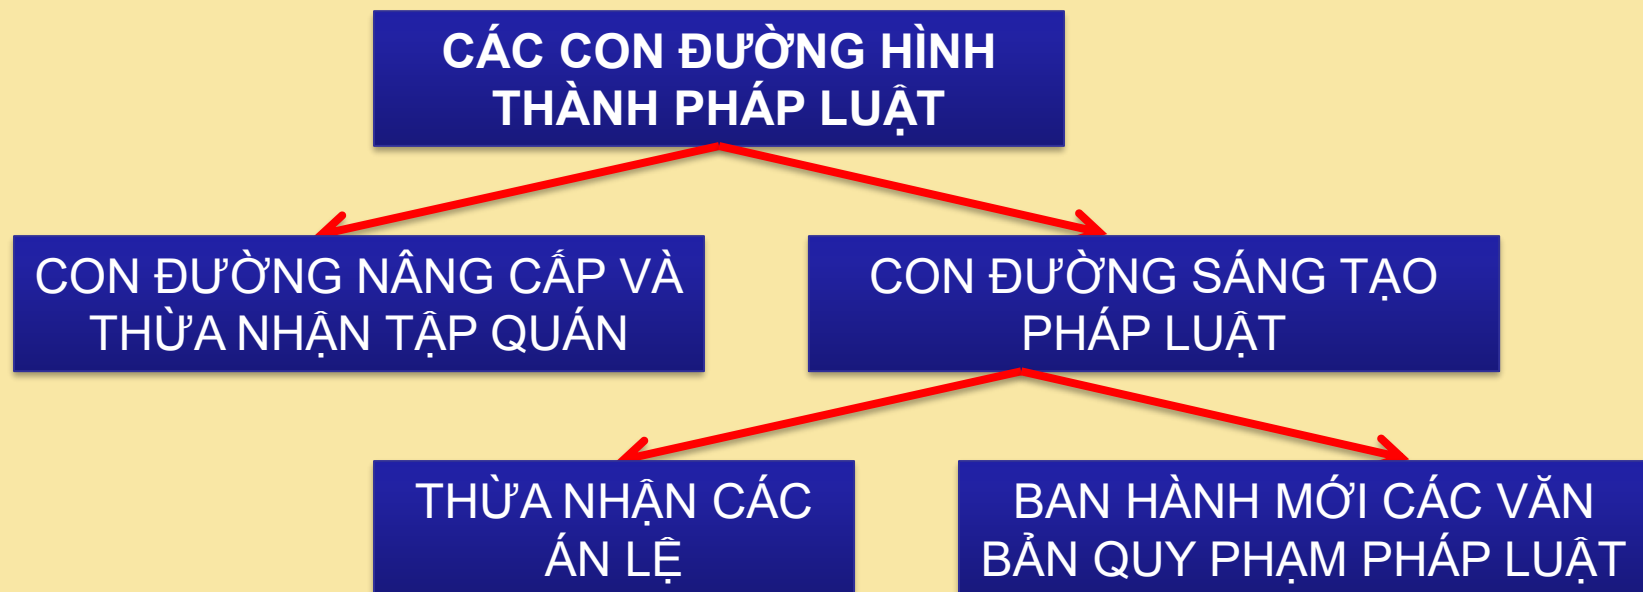 CÁC CON ĐƯỜNG HÌNH
THÀNH PHÁP LUẬT
CON ĐƯỜNG NÂNG CẤP VÀ
THỪA NHẬN TẬP QUÁN
CON ĐƯỜNG SÁNG TẠO
PHÁP LUẬT
THỪA NHẬN CÁC
ÁN LỆ
BAN HÀNH MỚI CÁC VĂN
BẢN QUY PHẠM PHÁP LUẬT